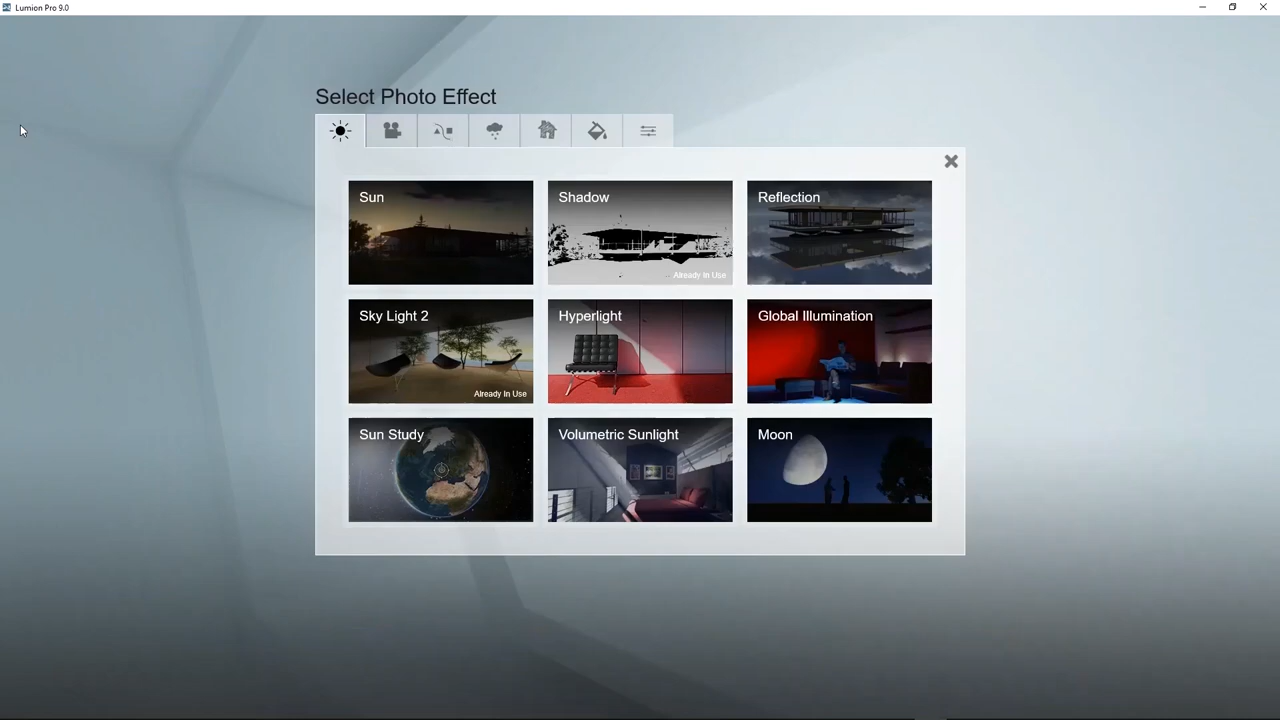 Lumion Pro 9.0
Select Photo Effect
Sun
Shadow
Already In Use
Reflection
Sky Light 2
Already In Use
Hyperlight
Global Illumination
Sun Study
Volumetric Sunlight
Moon